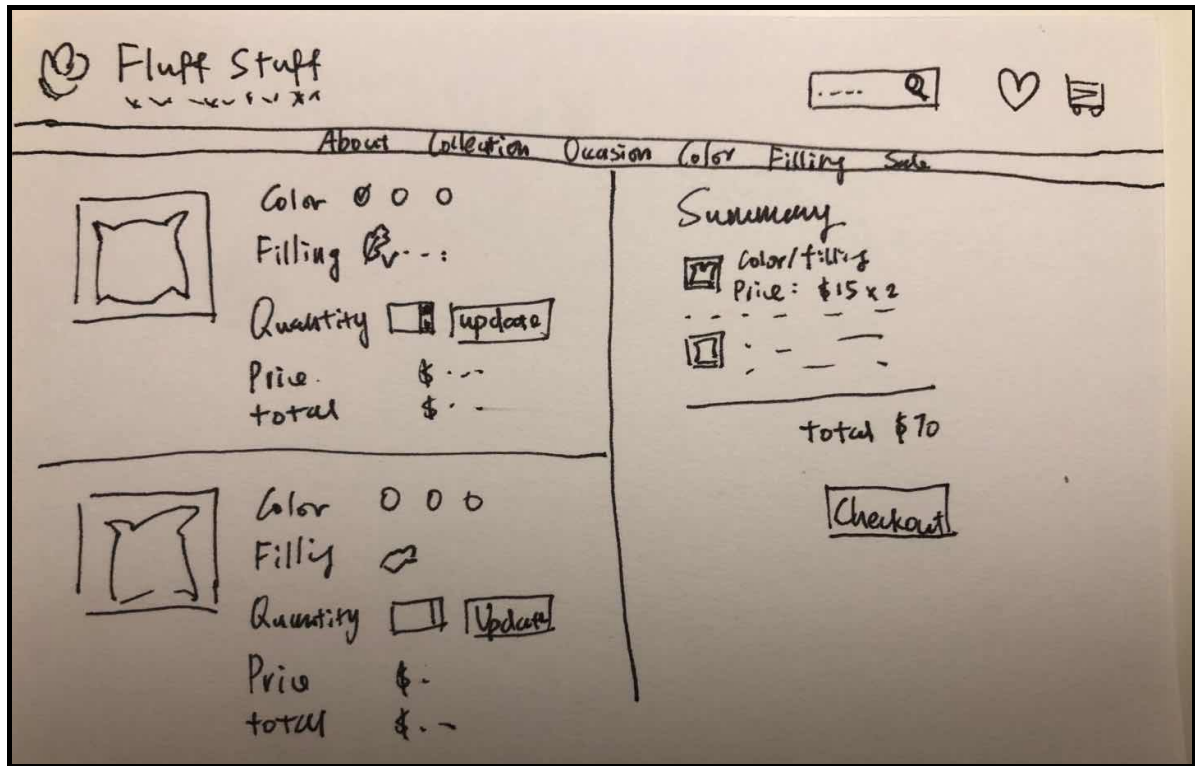 Fluff Stuff
About Collection Occasion Color Filling Sale
Color
Filling
Quantity update
Price $
total $
Color
Filling
Quantity Update
Price $
total $
Summary
Color/filling
Price: $15 x 2
total $70
Checkout